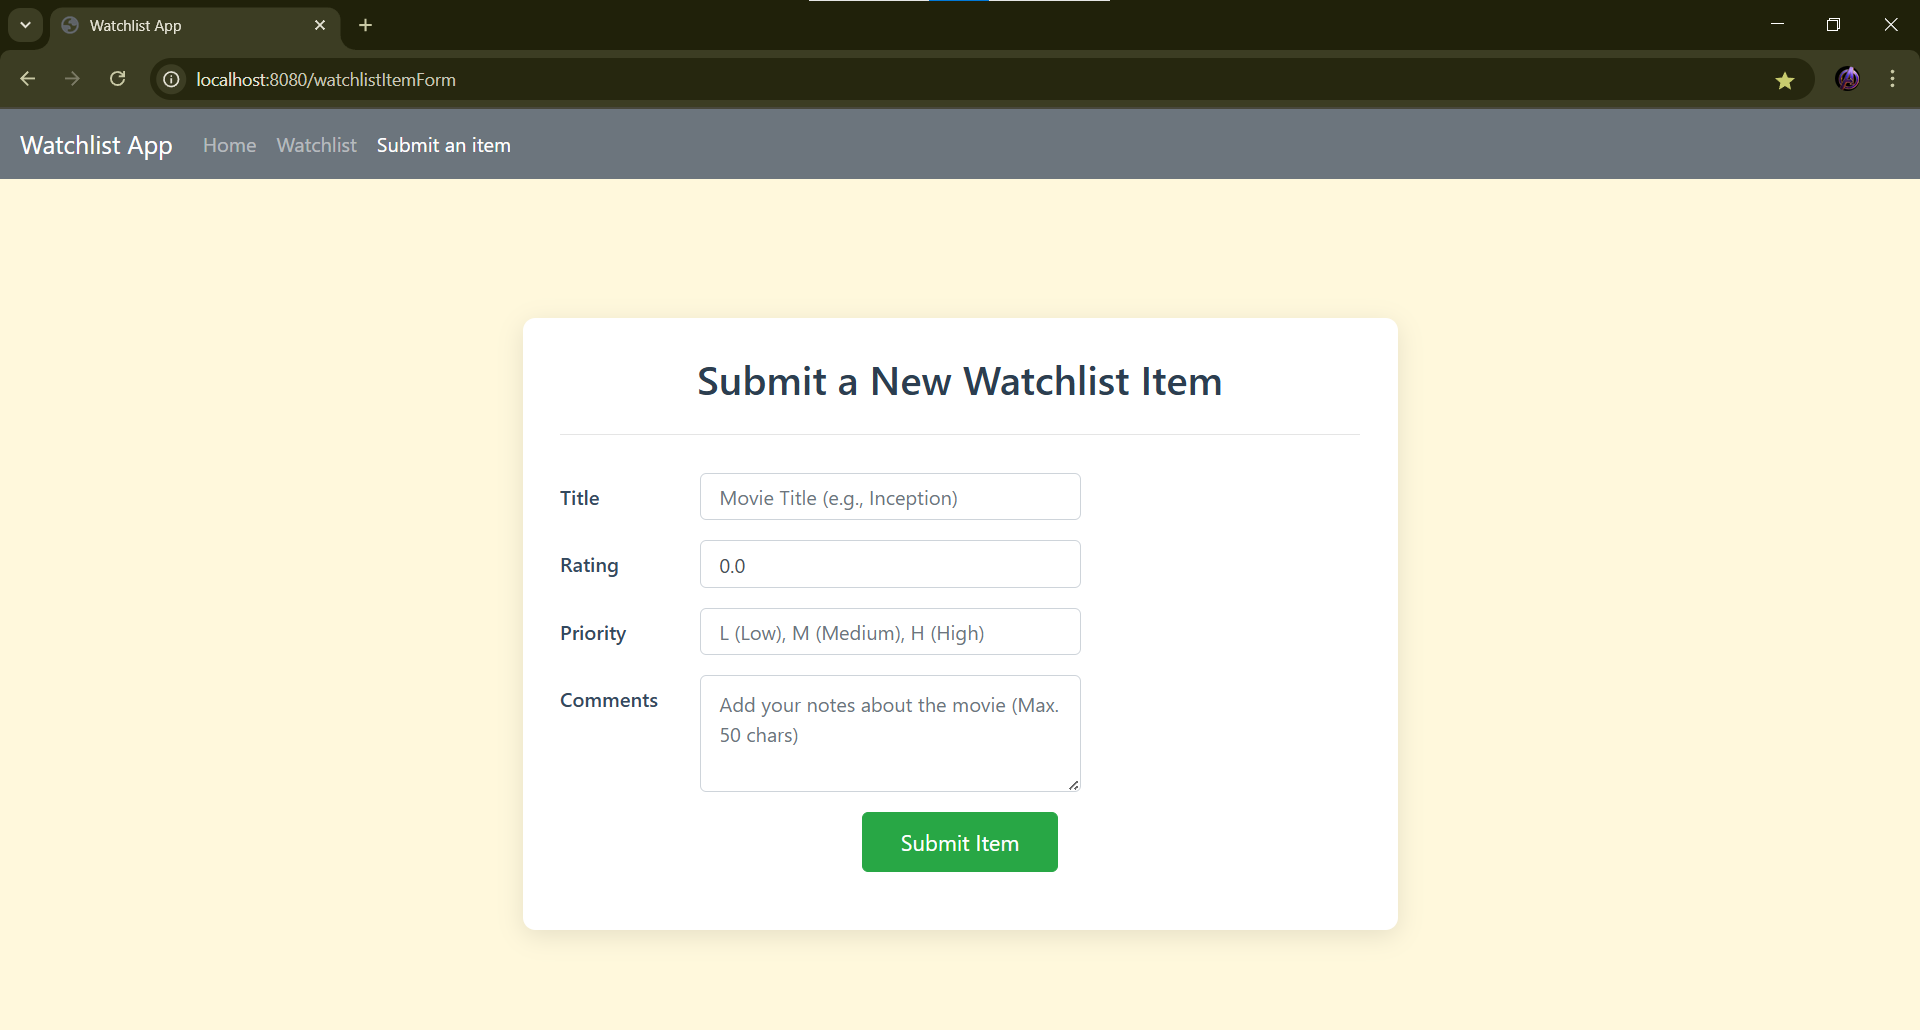 Watchlist App
localhost:8080/watchlistItemForm
Watchlist App Home Watchlist Submit an item
Submit a New Watchlist Item
Title
Movie Title (e.g., Inception)
Rating
0.0
Priority
L (Low), M (Medium), H (High)
Comments
Add your notes about the movie (Max.
50 chars)
Submit Item